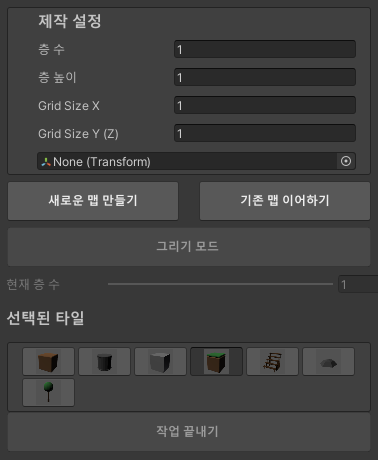 제작 설정
층 수 1
층 높이 1
Grid Size X 1
Grid Size Y (Z) 1
None (Transform)
새로운 맵 만들기 기존 맵 이어하기
그리기 모드
현재 층 수 1
선택된 타일
작업 끝내기